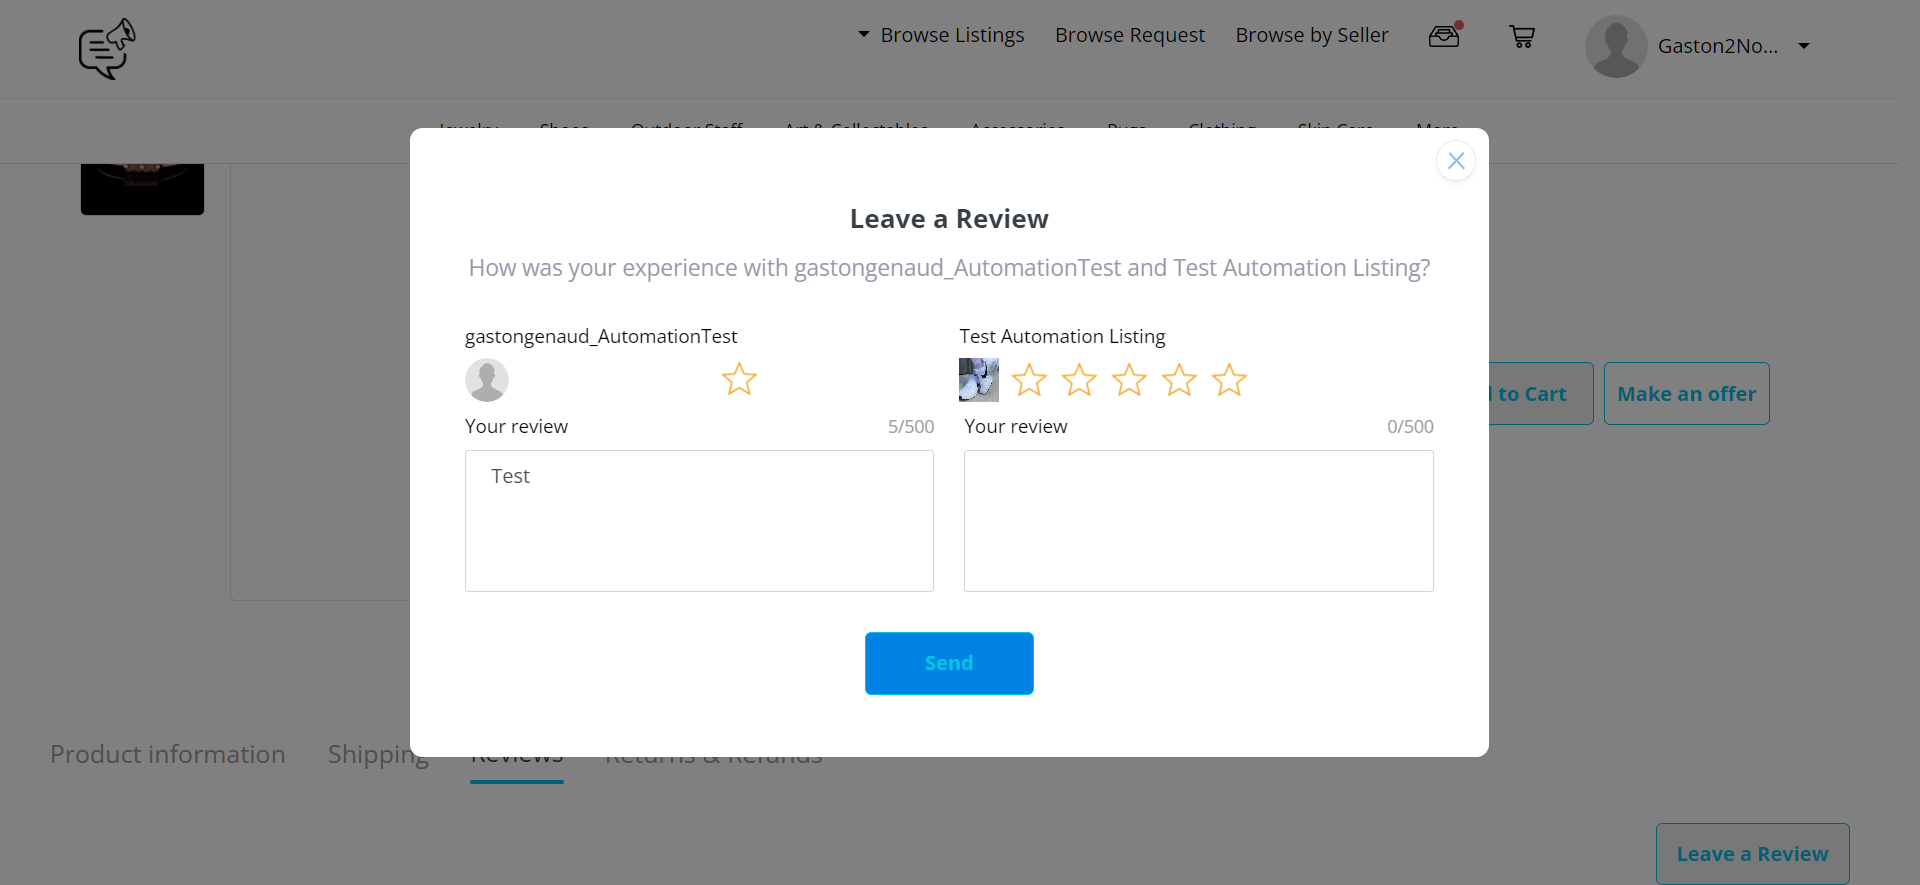 Browse Listings Browse Request Browse by Seller Gaston2No...
Jewelry Shoes Outdoor Stuff Art & Collectables Accessories Rugs Clothing Skin Care More
Leave a Review
How was your experience with gastongenaud_AutomationTest and Test Automation Listing?
gastongenaud_AutomationTest Test Automation Listing
to Cart Make an offer
Your review 5/500 Your review 0/500
Test
Send
Product information Shipping Reviews Returns & Refunds
Leave a Review